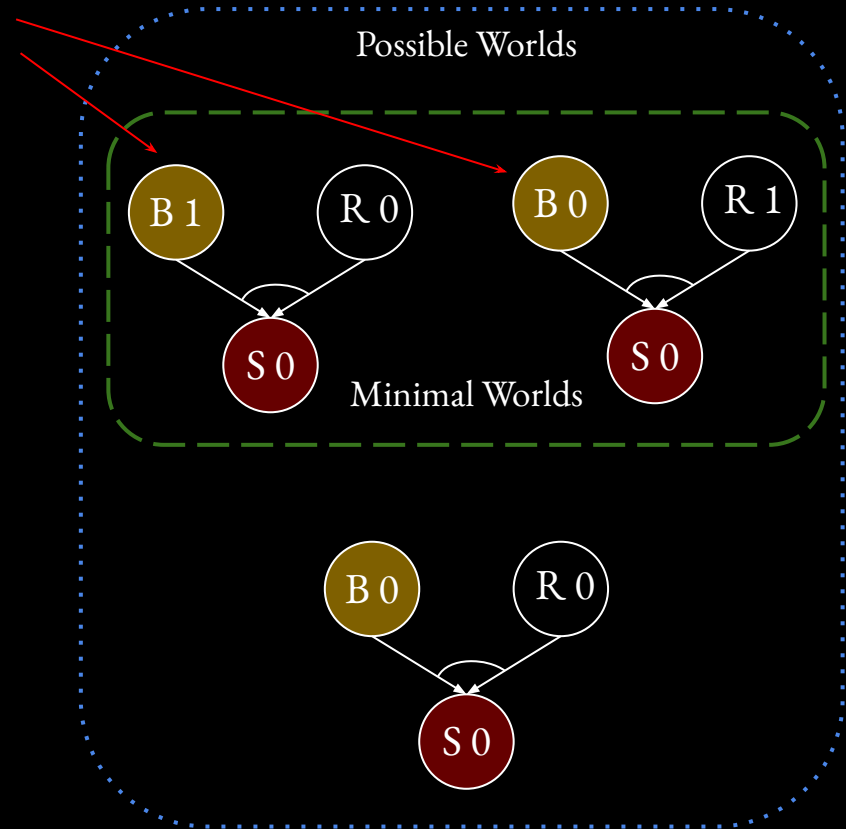 Possible Worlds
B 1
R 0
B 0
R 1
S 0
S 0
Minimal Worlds
B 0
R 0
S 0